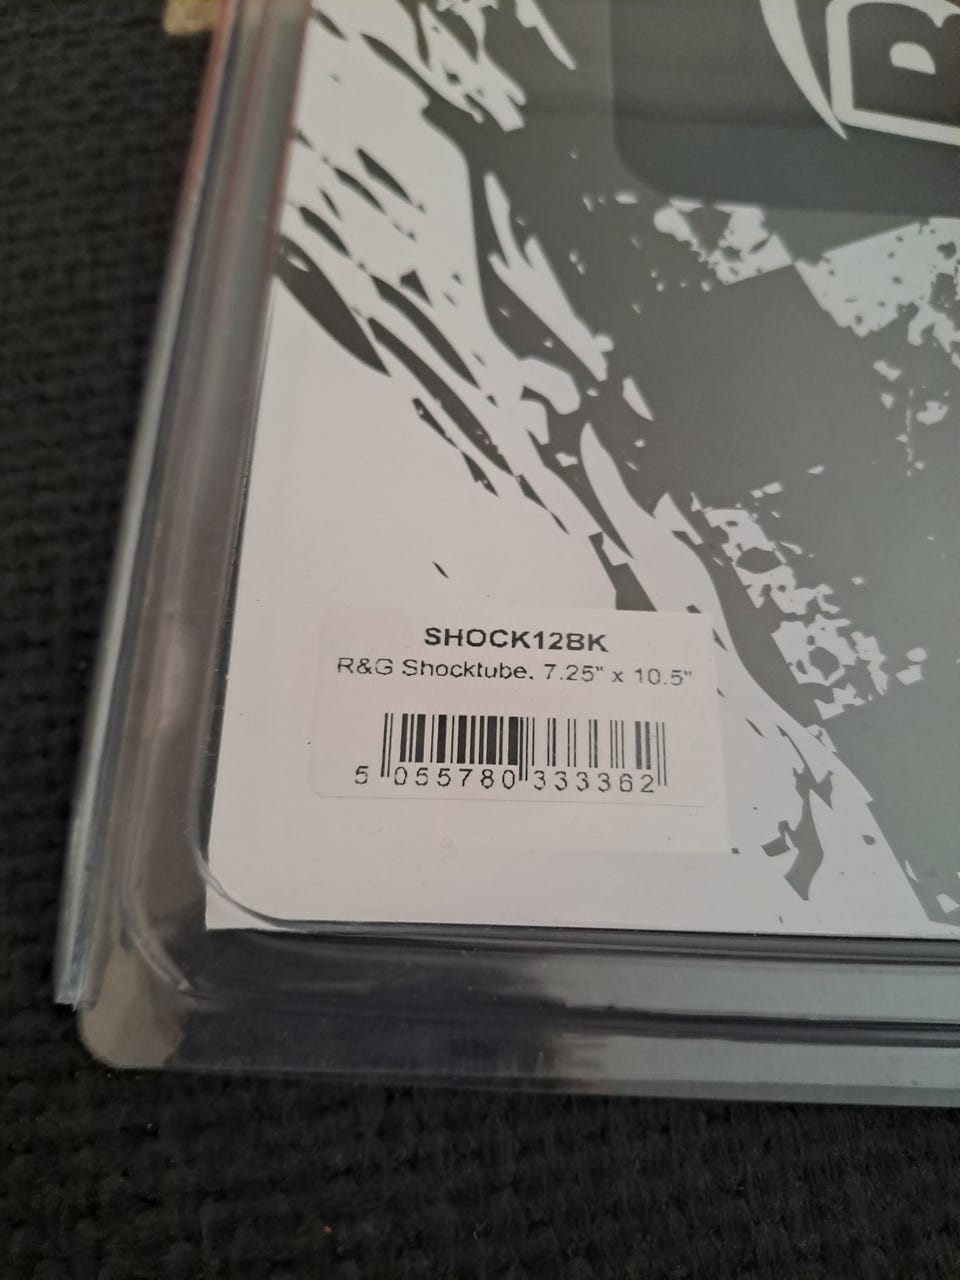 SHOCK12BK
R&G Shocktube, 7.25" x 10.5"
5 055780 333362